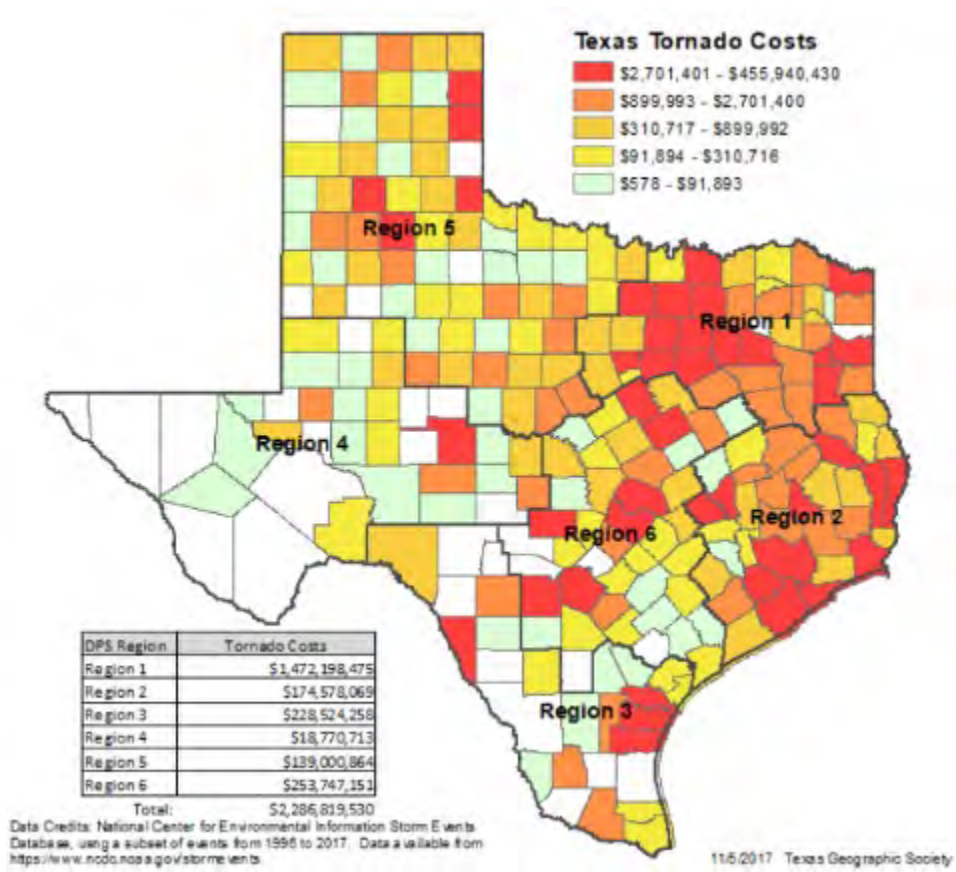 Texas Tornado Costs
$2,701,401 - $455,940,430
$899,993 - $2,701,400
$310,717 - $899,992
$91,894 - $310,716
$578 - $91,893
Region 5
Region 1
Region 4
Region 2
Region 6
Region 3
DPS Region Tornado Costs
Region 1 $1,472,198,475
Region 2 $174,578,069
Region 3 $228,524,258
Region 4 $18,770,713
Region 5 $139,000,864
Region 6 $253,747,151
Total: $2,286,819,530
Data Credits: National Center for Environmental Information Storm Events
Database, using a subset of events from 1996 to 2017. Data available from
https://www.ncdc.noaa.gov/stormevents
11/5/2017 Texas Geographic Society